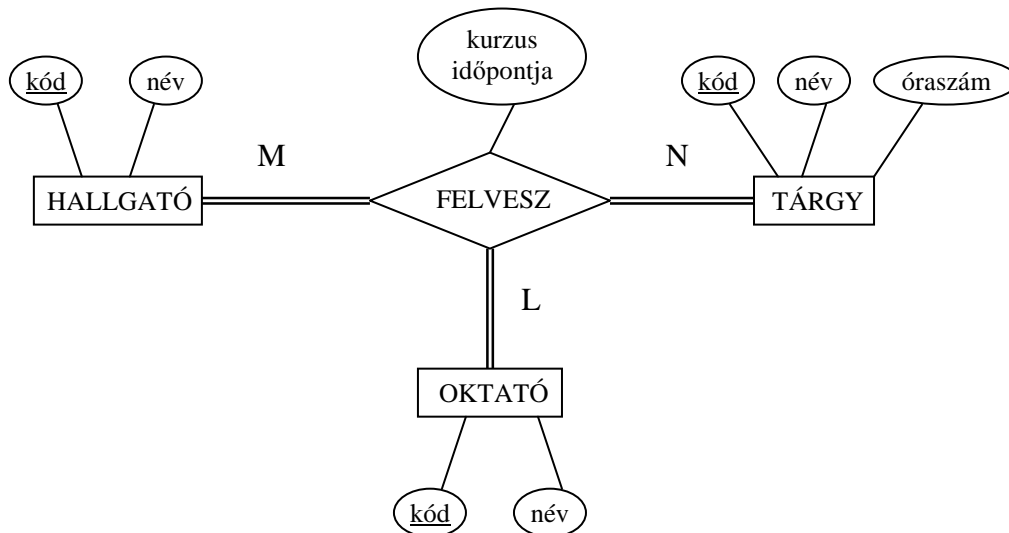 kurzus
időpontja
kód
név
kód
név
óraszám
M
N
HALLGATÓ
FELVESZ
TÁRGY
L
OKTATÓ
kód
név